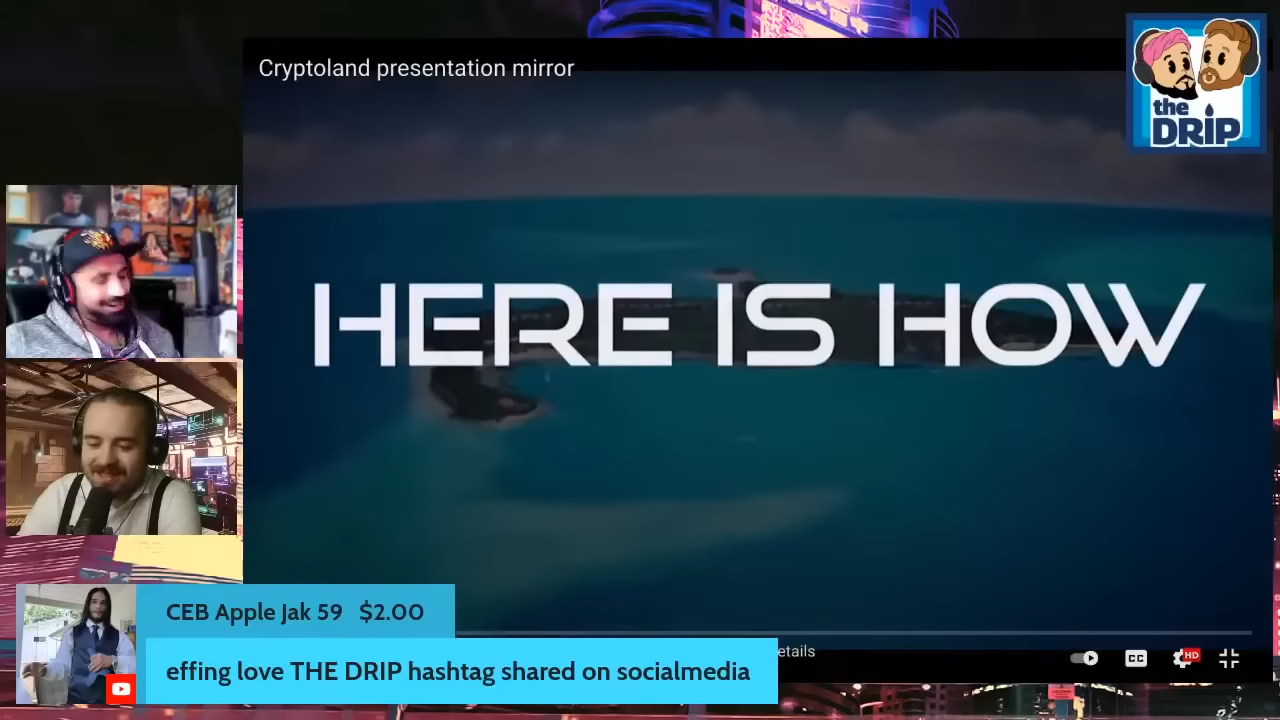 Cryptoland presentation mirror
the
DRIP
HERE IS HOW
CEB Apple Jak 59 $2.00
effing love THE DRIP hashtag shared on socialmedia
etails
CC
HD